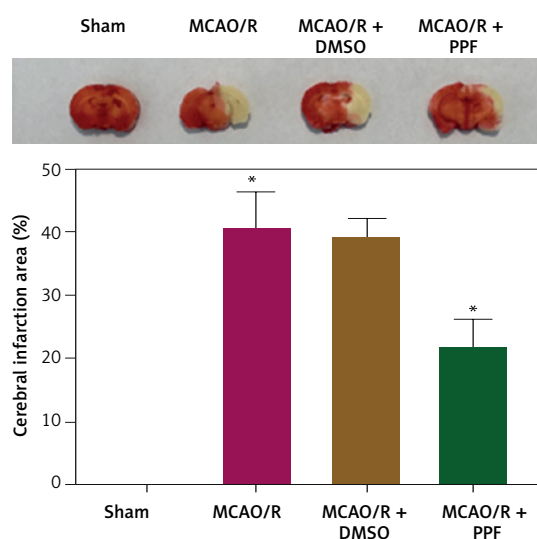 Sham MCAO/R MCAO/R + MCAO/R +
DMSO PPF
50
40
30
20
10
0
Cerebral infarction area (%)
*
*
Sham MCAO/R MCAO/R + MCAO/R +
DMSO PPF